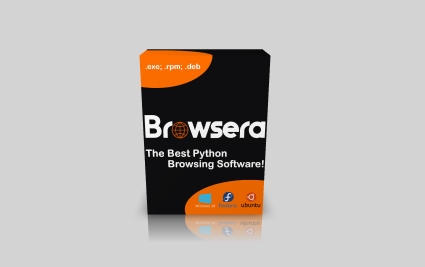 .exe; .rpm; .deb
Browsera
The Best Python
Browsing Software!
ubuntu